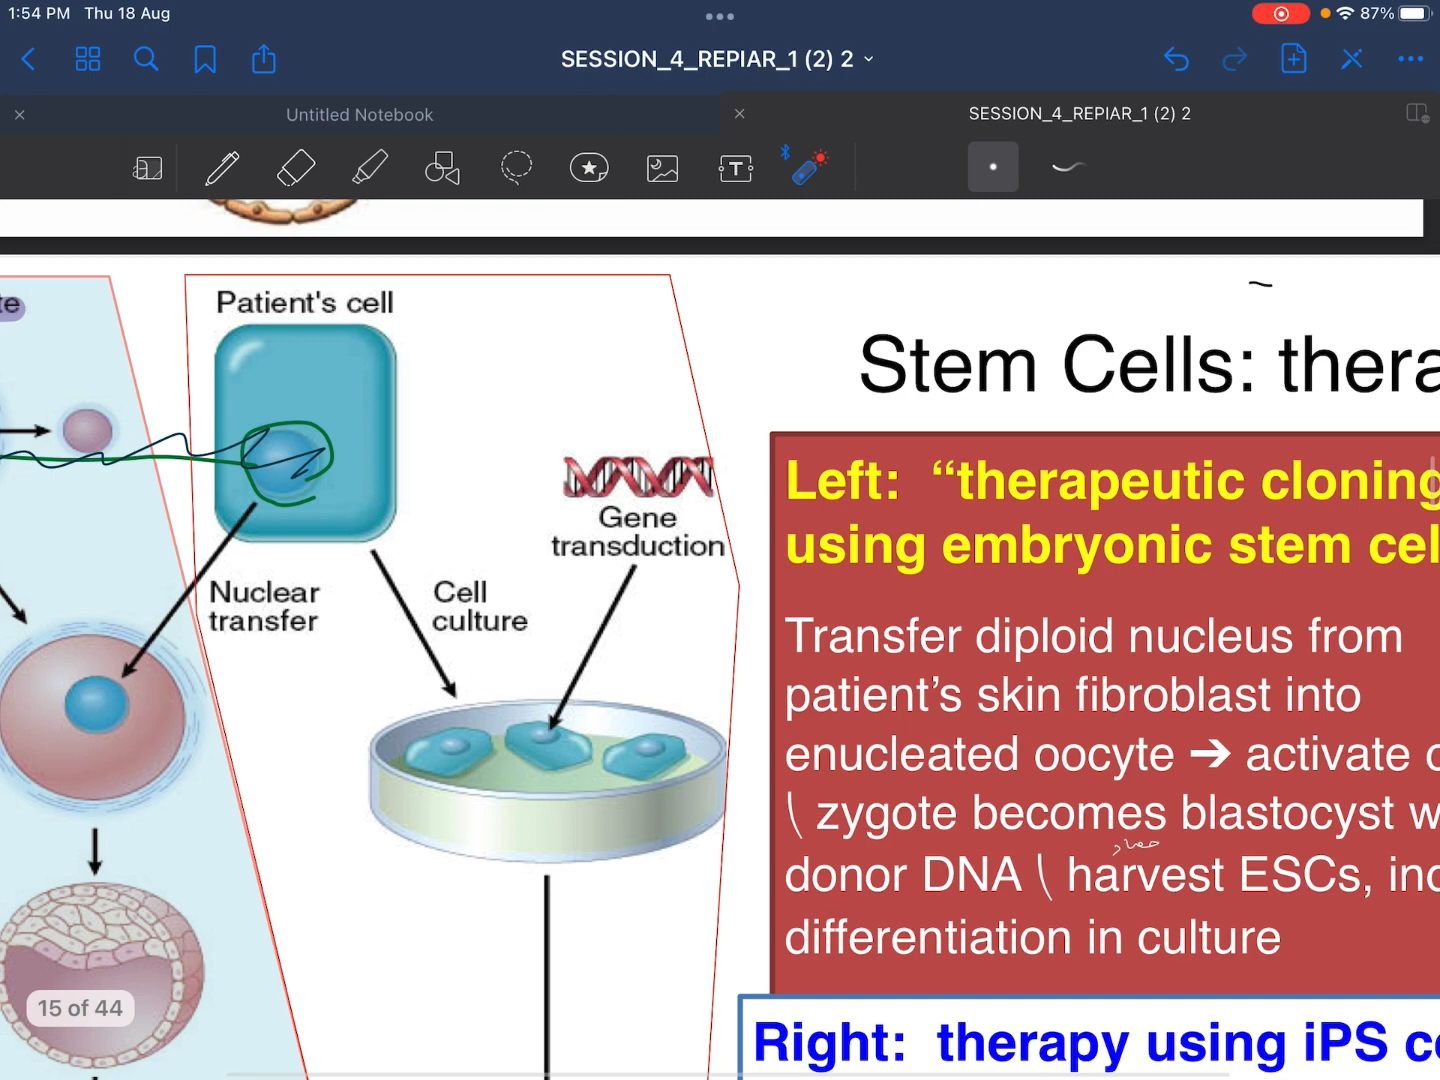 1:54 PM Thu 18 Aug
87%
SESSION_4_REPIAR_1 (2) 2
Untitled Notebook
SESSION_4_REPIAR_1 (2) 2
T
te
Patient's cell
Stem Cells: thera
Gene
transduction
Nuclear
transfer
Cell
culture
Left: “therapeutic cloning
using embryonic stem cel
Transfer diploid nucleus from
patient’s skin fibroblast into
enucleated oocyte ➔ activate
\ zygote becomes blastocyst w
donor DNA \ harvest ESCs, ind
differentiation in culture
15 of 44
Right: therapy using iPS ce